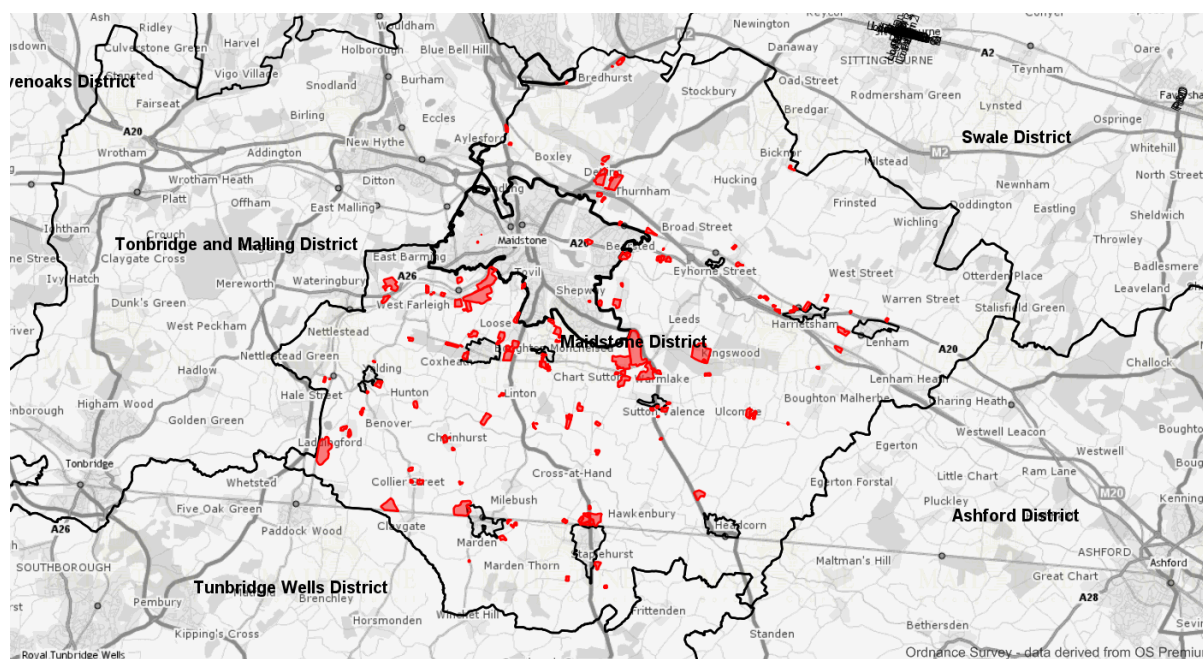 Ash
Ridley
Culverstone Green
Harvel
Wouldham
Holborough
Blue Bell Hill
Newington
Conyer
Stansted
Vigo Village
Snodland
Burham
Bredhurst
M2
Danaway
SITTINGBOURNE
A2
Teynham
Oare
venoaks District
Fairseat
Birling
Eccles
Stockbury
Oad Street
Rodmersham Green
Lynsted
Ospringe
A20
Wrotham
Addington
New Hythe
Aylesford
Boxley
Bredgar
Swale District
Whitehill
Wrotham Heath
Ditton
Thurnham
Hucking
Bicknor
Milstead
M2
Newnham
North Street
Platt
Offham
East Malling
Frinsted
Doddington
Eastling
Sheldwich
Ightham
Crouch
Broad Street
Wichling
Claygate Cross
Tonbridge and Malling District
Maidstone
Throwley
Ivy Hatch
East Barming
Tovil
Eyhorne Street
West Street
Otterden Place
Badlesmere
Mereworth
Wateringbury
A26
Shepway
Warren Street
Stalisfield Green
Leaveland
Dunk's Green
West Farleigh
Loose
Leeds
Harrietsham
West Peckham
Nettlestead
Maidstone District
Lenham
A20
Nettlestead Green
Coxheath
Kingswood
Challock
Hadlow
Chart Sutton
Warmlake
Lenham Heath
Hale Street
Hunton
Linton
Boughton Malherbe
Charing Heath
Higham Wood
Golden Green
Benover
Sutton Valence
Ulcombe
Westwell Leacon
Laddingford
Chainhurst
Egerton
Westwell
Tonbridge
Whetsted
Collier Street
Cross-at-Hand
Little Chart
Ram Lane
Egerton Forstal
Pluckley
M20
Five Oak Green
Milebush
Hawkenbury
Ashford District
A26
Paddock Wood
Claygate
Marden
Staplehurst
Headcorn
ASHFORD
SOUTHBOROUGH
Marden Thorn
Maltman's Hill
Ashford
Tunbridge Wells District
Great Chart
Pembury
Brenchley
A28
Horsmonden
Winchet Hill
Frittenden
Bethersden
Kipping's Cross
Standen
Royal Tunbridge Wells
Ordnance Survey - data derived from OS Premiu